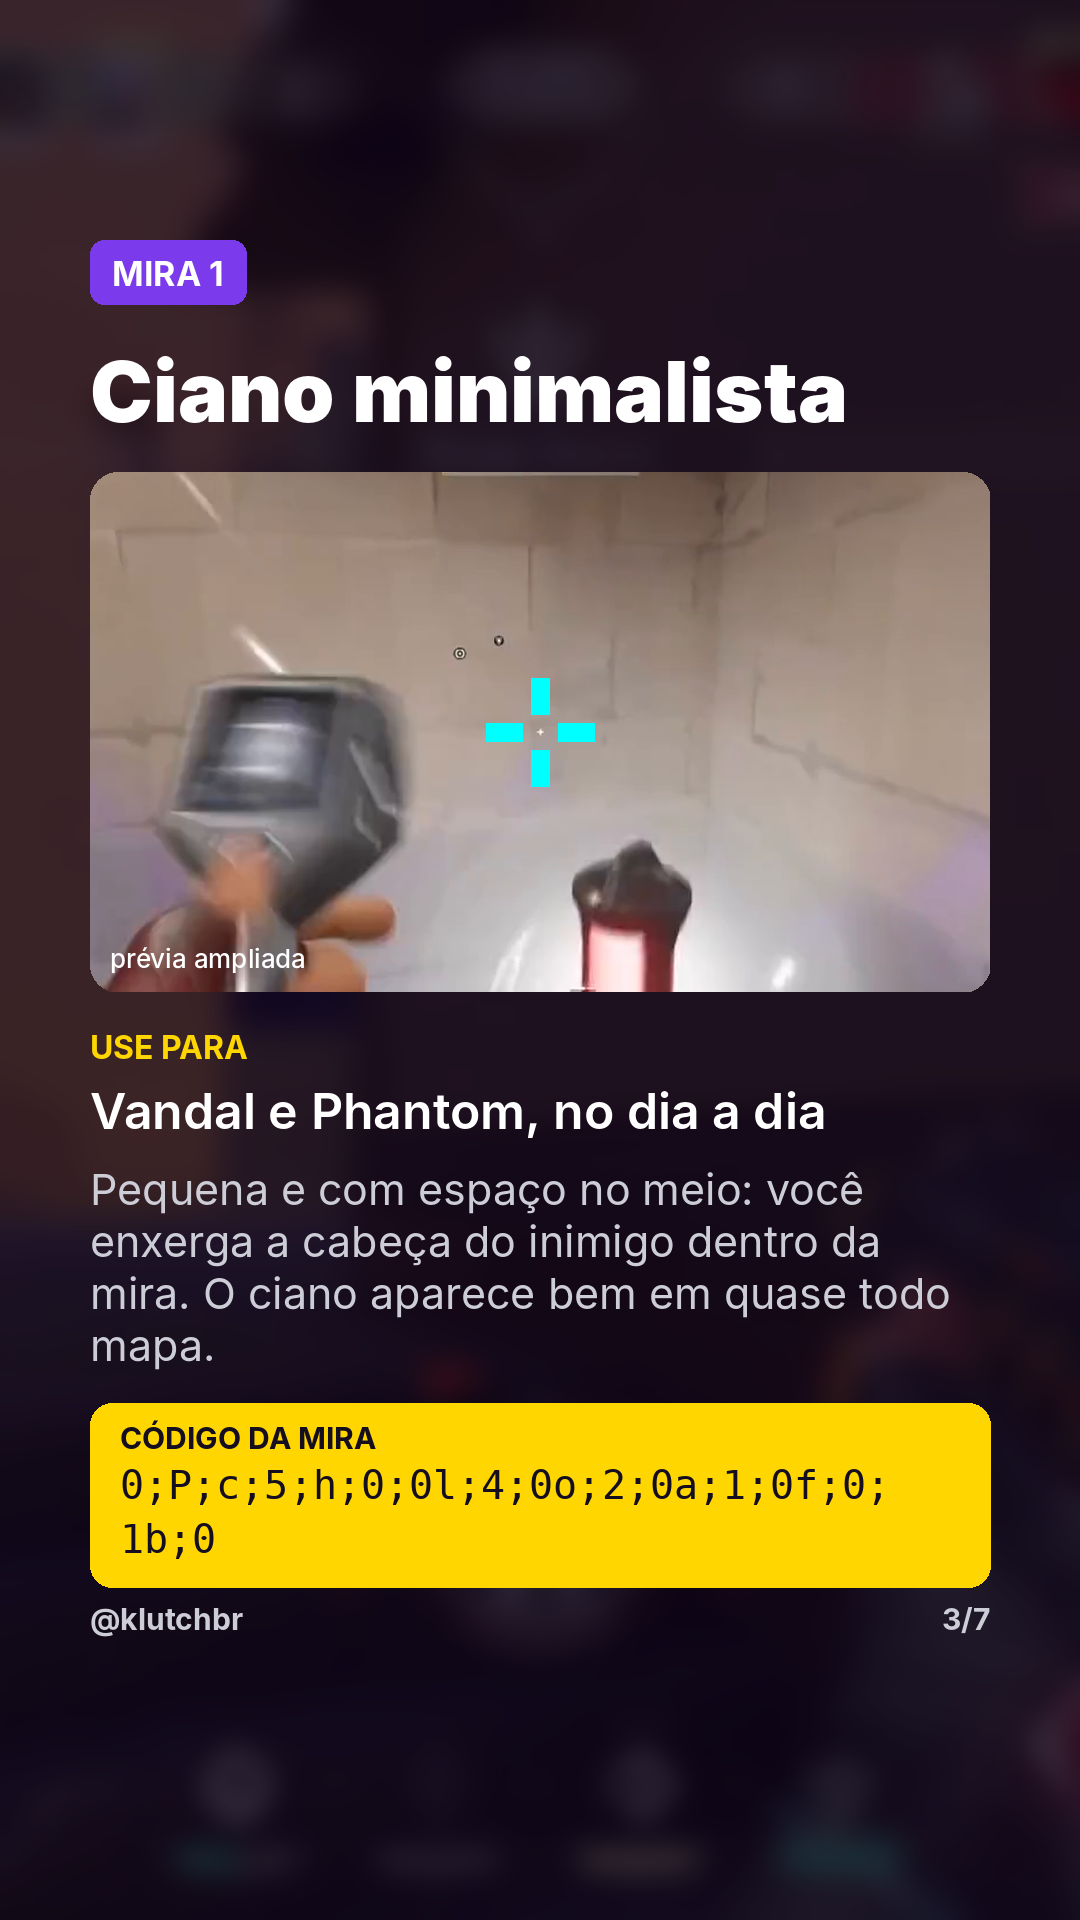 MIRA 1
Ciano minimalista
prévia ampliada
USE PARA
Vandal e Phantom, no dia a dia
Pequena e com espaço no meio: você
enxerga a cabeça do inimigo dentro da
mira. O ciano aparece bem em quase todo
mapa.
CÓDIGO DA MIRA
0;P;c;5;h;0;0l;4;0o;2;0a;1;0f;0;
1b;0
@klutchbr
3/7